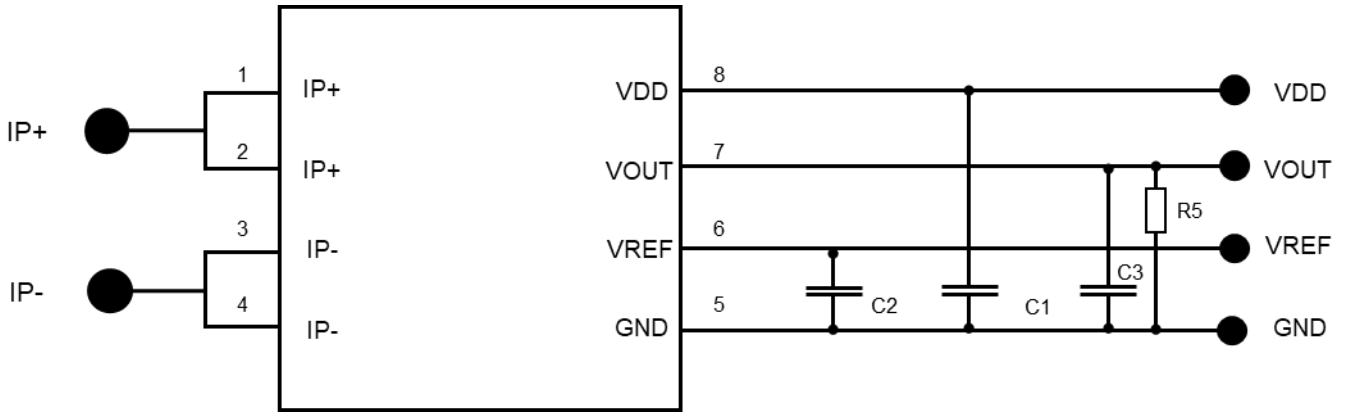 1 8
IP+ VDD VDD
IP+
2 7
IP+ VOUT VOUT
R5
3 6
IP- VREF VREF
C3
IP-
4 C2 5 C1
IP- GND GND